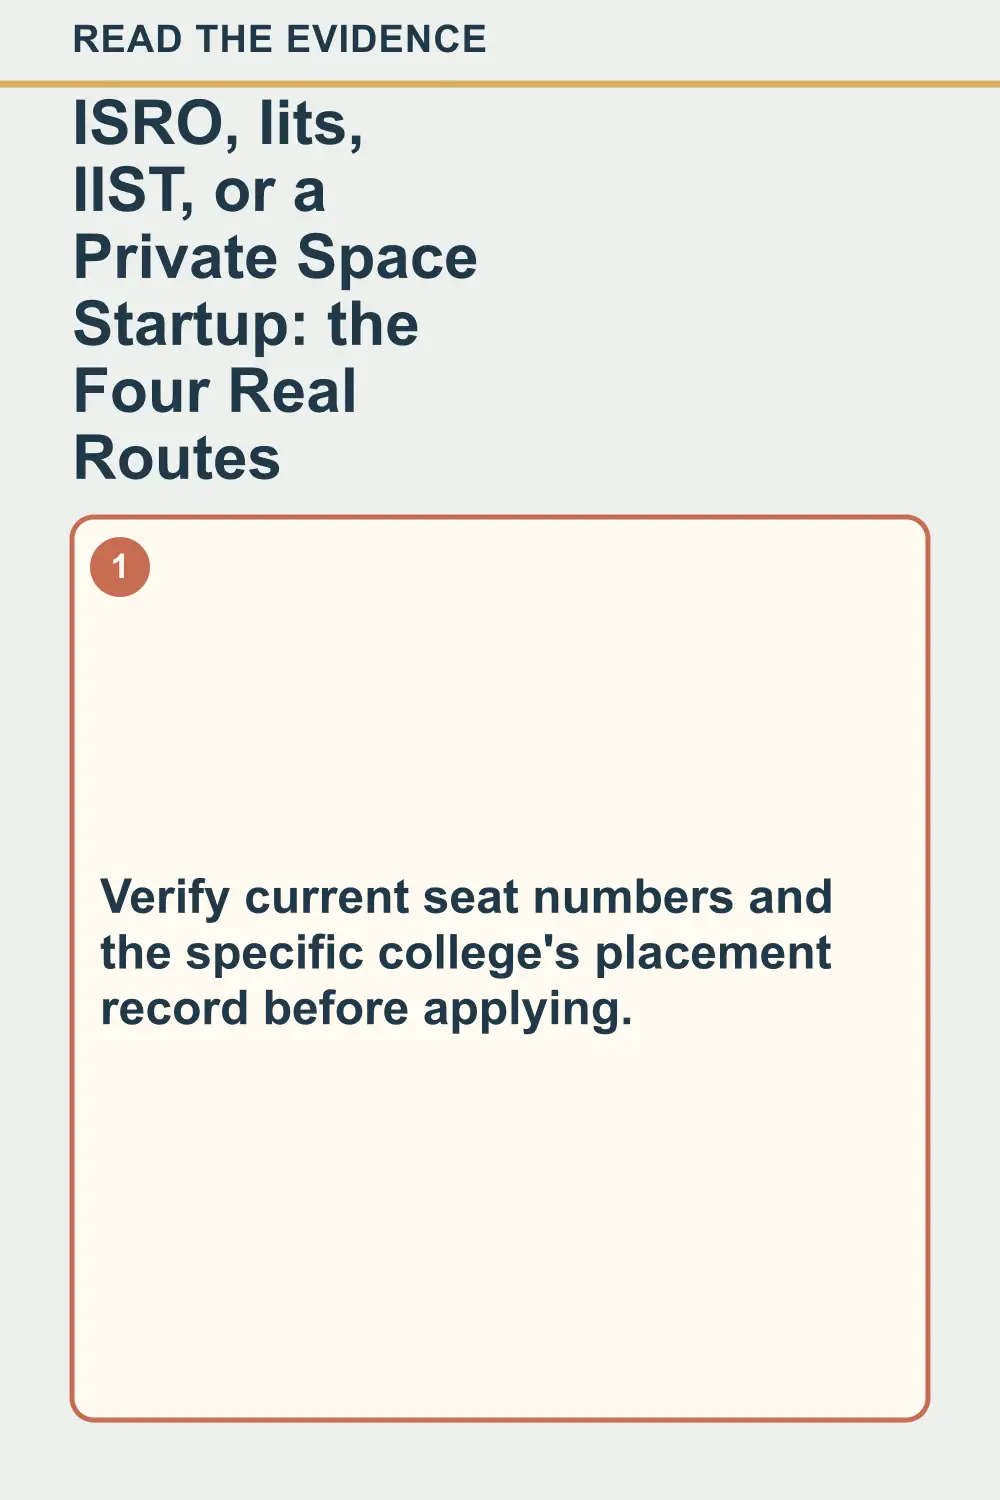 READ THE EVIDENCE
ISRO, Iits,
IIST, or a
Private Space
Startup: the
Four Real
Routes
1
Verify current seat numbers and
the specific college's placement
record before applying.